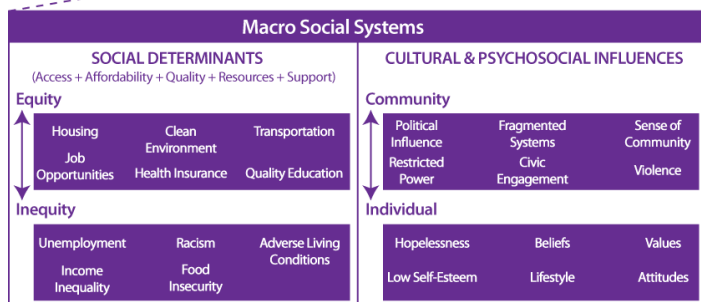 Macro Social Systems
SOCIAL DETERMINANTS
(Access + Affordability + Quality + Resources + Support)
Equity
Housing
Clean
Environment
Transportation
Job
Opportunities
Health Insurance
Quality Education
Inequity
Unemployment
Racism
Adverse Living
Conditions
Income
Inequality
Food
Insecurity
CULTURAL & PSYCHOSOCIAL INFLUENCES
Community
Political
Influence
Fragmented
Systems
Sense of
Community
Restricted
Power
Civic
Engagement
Violence
Individual
Hopelessness
Beliefs
Values
Low Self-Esteem
Lifestyle
Attitudes